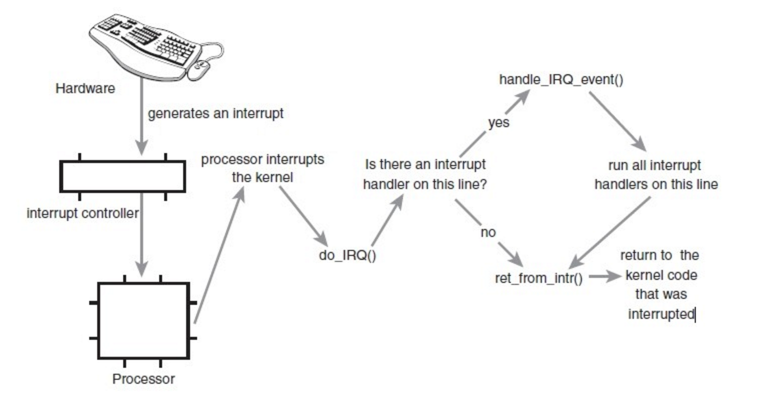 Hardware
generates an interrupt
interrupt controller
Processor
processor interrupts
the kernel
do_IRQ()
Is there an interrupt
handler on this line?
yes
no
handle_IRQ_event()
run all interrupt
handlers on this line
ret_from_intr()
return to the
kernel code
that was
interrupted